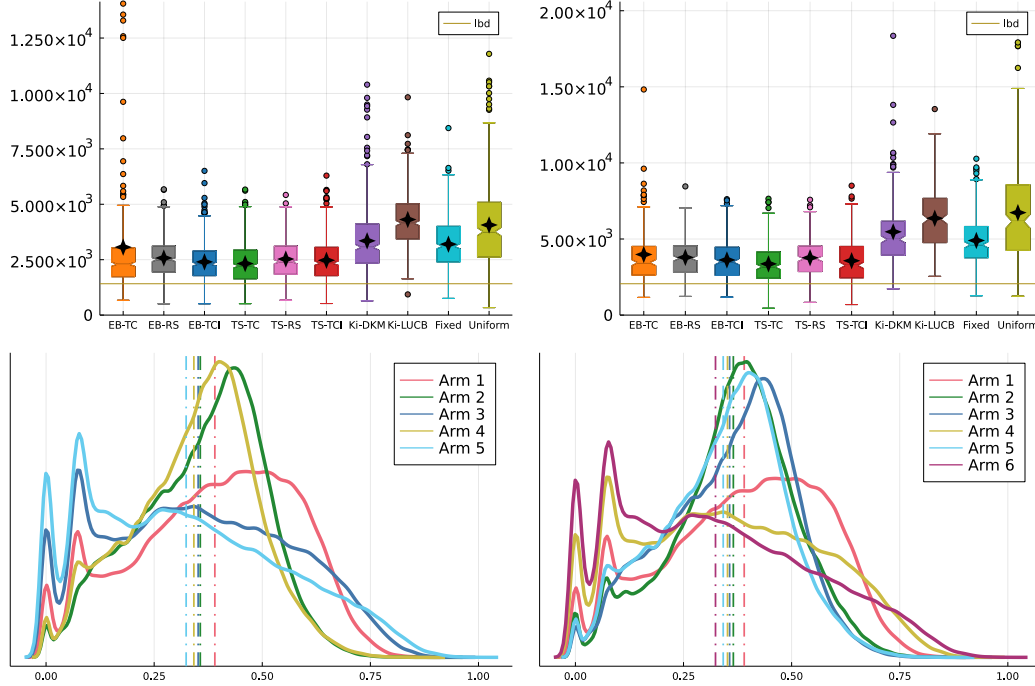 lbd
1.250×10⁴
1.000×10⁴
7.500×10³
5.000×10³
2.500×10³
0
EB-TC EB-RS EB-TCI TS-TC TS-RS TS-TCI Ki-DKM Ki-LUCB Fixed Uniform
lbd
2.00×10⁴
1.50×10⁴
1.00×10⁴
5.00×10³
0
EB-TC EB-RS EB-TCI TS-TC TS-RS TS-TCI Ki-DKM Ki-LUCB Fixed Uniform
Arm 1
Arm 2
Arm 3
Arm 4
Arm 5
0.00 0.25 0.50 0.75 1.00
Arm 1
Arm 2
Arm 3
Arm 4
Arm 5
Arm 6
0.00 0.25 0.50 0.75 1.00